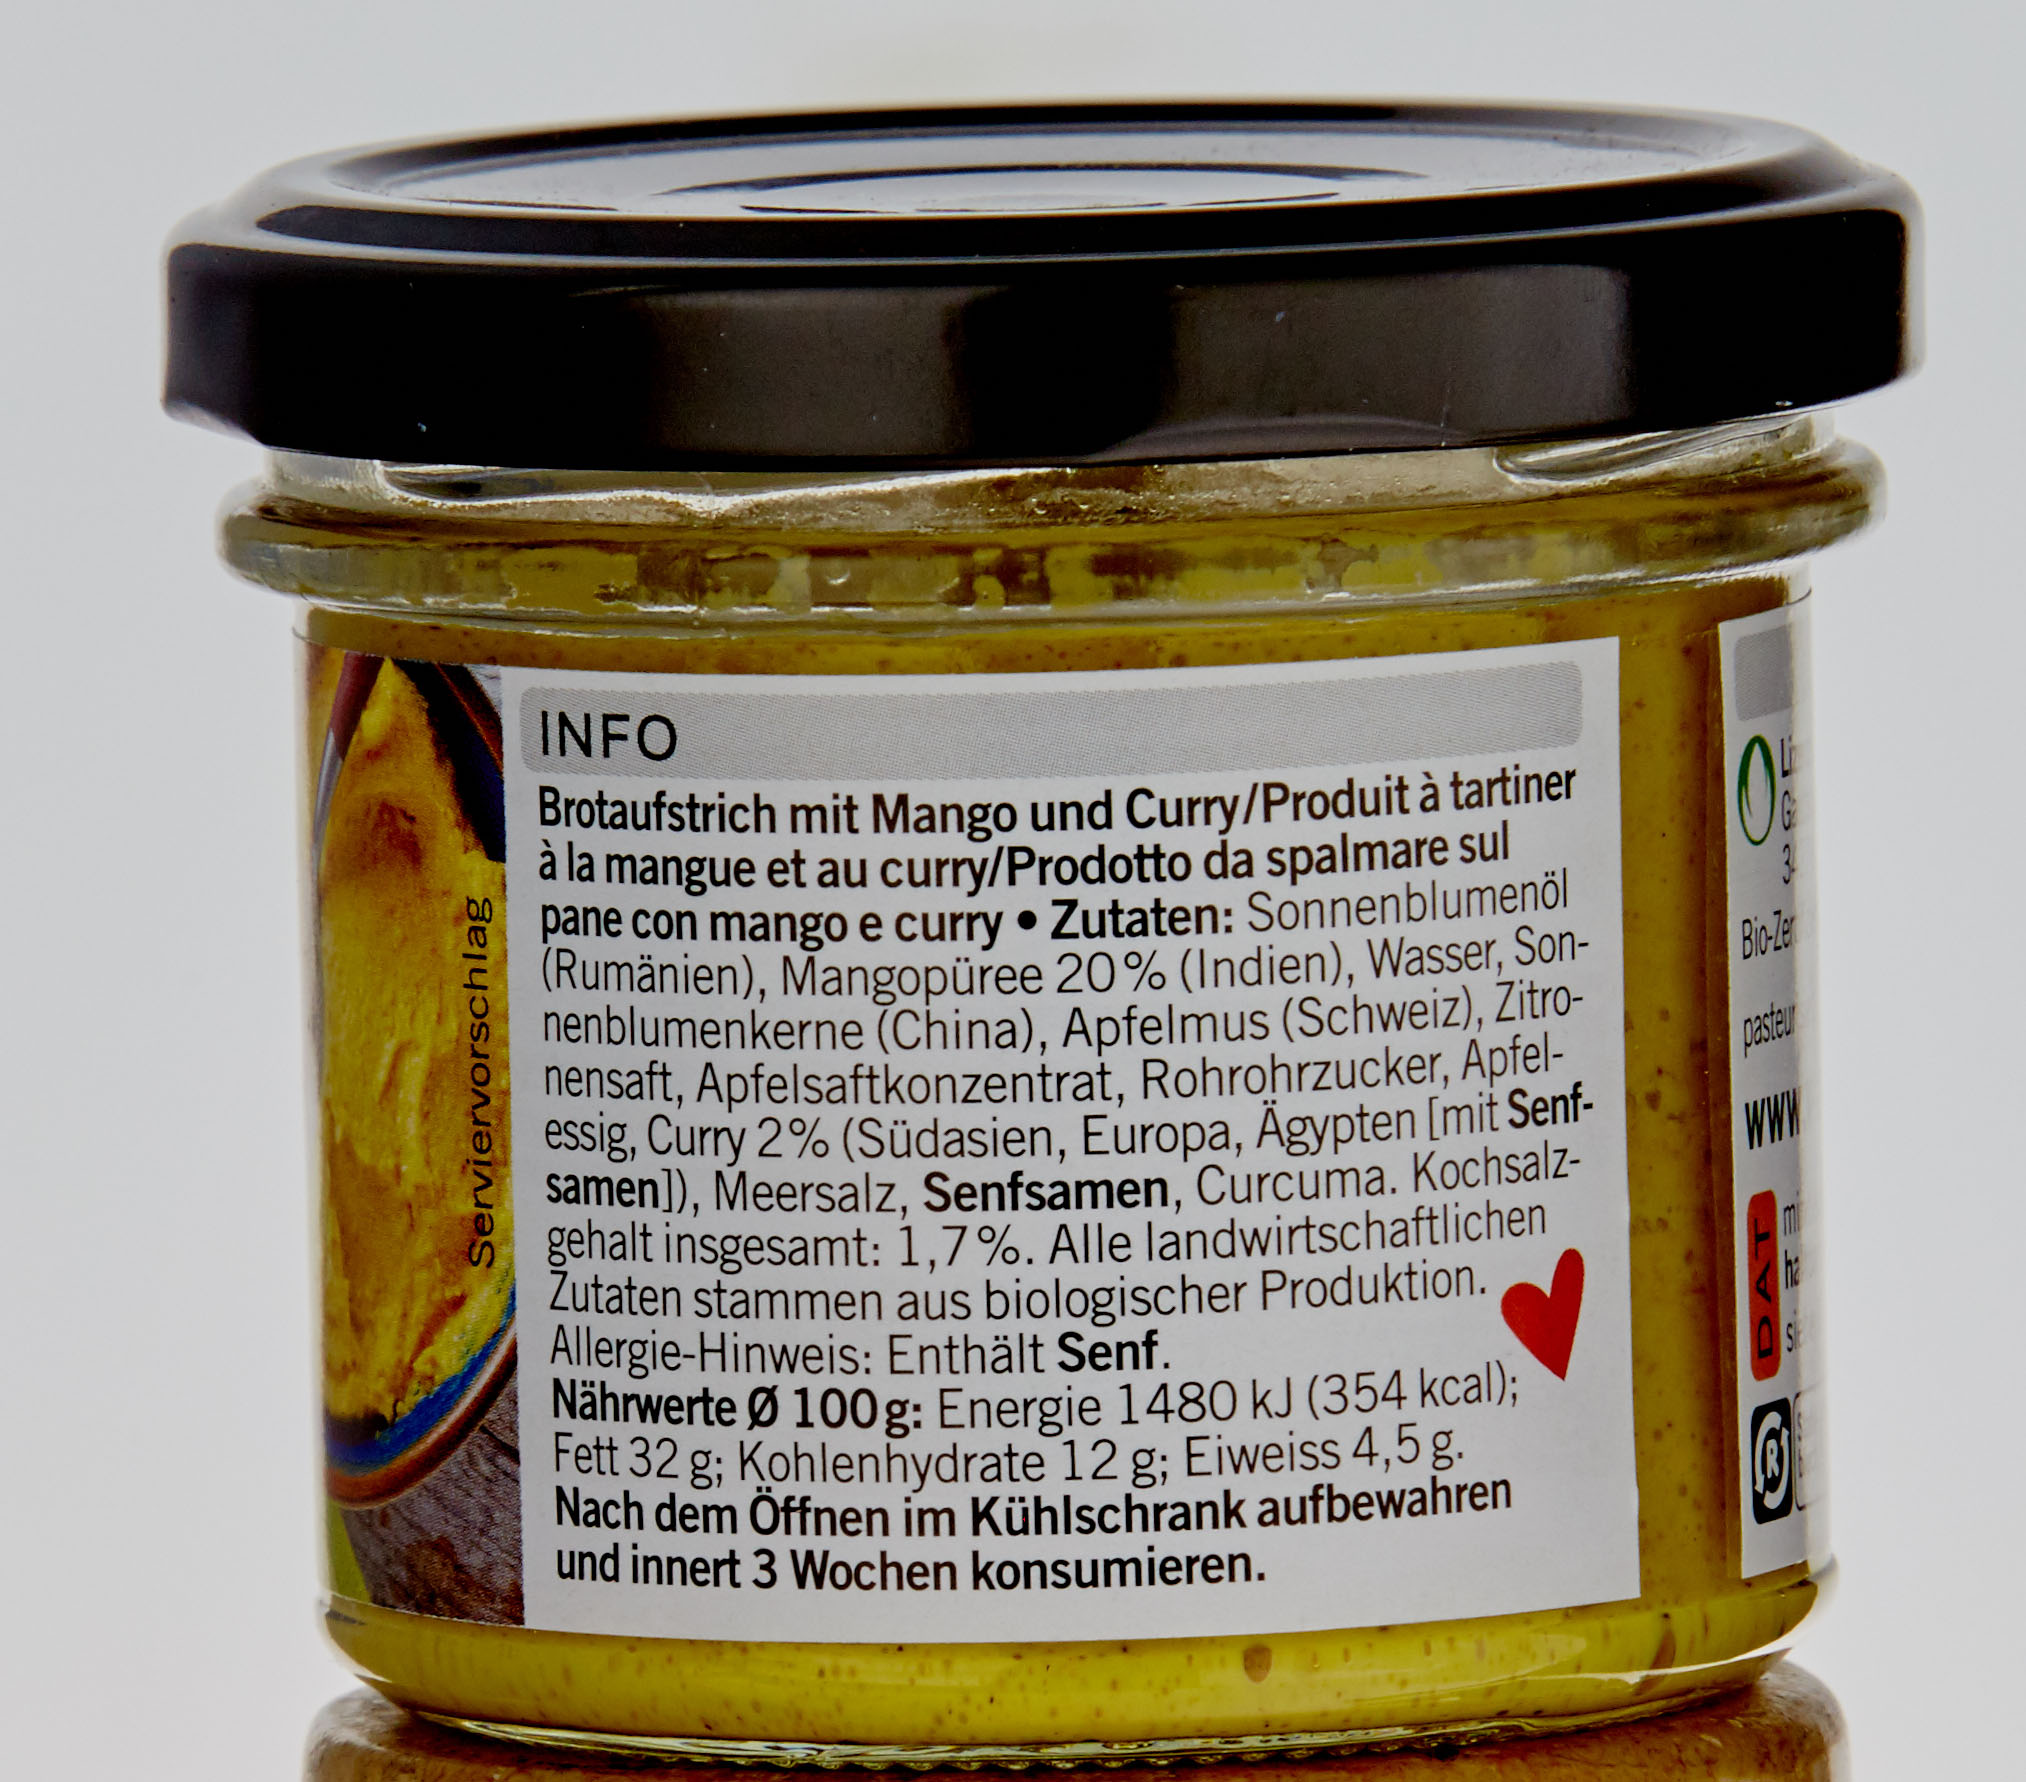 INFO
Brotaufstrich mit Mango und Curry/Produit à tartiner
à la mangue et au curry/Prodotto da spalmare sul
pane con mango e curry • Zutaten: Sonnenblumenöl
(Rumänien), Mangopüree 20% (Indien), Wasser, Son-
nenblumenkerne (China), Apfelmus (Schweiz), Zitro-
nensaft, Apfelsaftkonzentrat, Rohrohrzucker, Apfel-
essig, Curry 2% (Südasien, Europa, Ägypten [mit Senf-
samen]), Meersalz, Senfsamen, Curcuma. Kochsalz-
gehalt insgesamt: 1,7%. Alle landwirtschaftlichen
Zutaten stammen aus biologischer Produktion.
Allergie-Hinweis: Enthält Senf.
Nährwerte Ø 100g: Energie 1480 kJ (354 kcal);
Fett 32 g; Kohlenhydrate 12 g; Eiweiss 4,5 g.
Nach dem Öffnen im Kühlschrank aufbewahren
und innert 3 Wochen konsumieren.
Serviervorschlag
Bio-Zer
pasteur
www
DAT
R